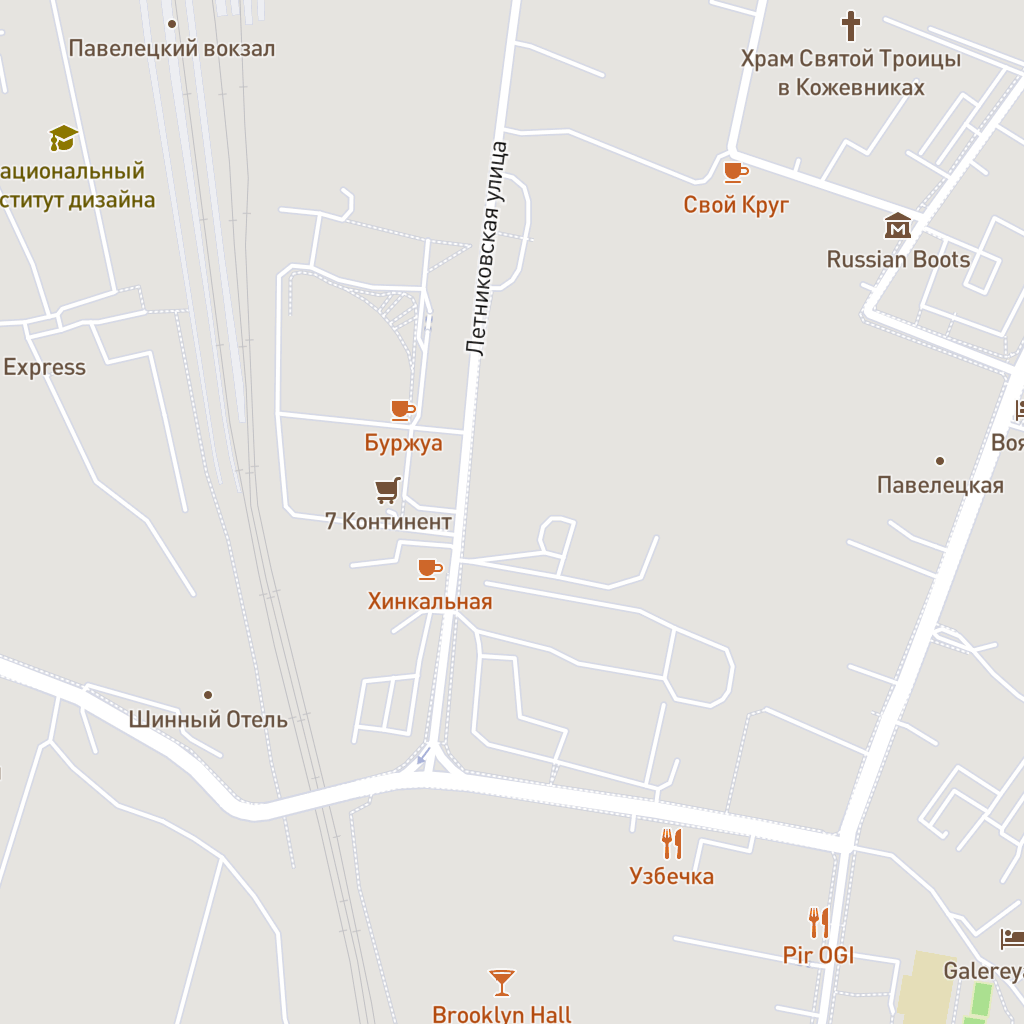 Павелецкий вокзал
Храм Святой Троицы
в Кожевниках
ациональный
ститут дизайна
Летниковская улица
Свой Круг
Russian Boots
Express
Буржуа
Воя
Павелецкая
7 Континент
Хинкальная
Шинный Отель
Узбечка
Pir OGI
Galereya
Brooklyn Hall